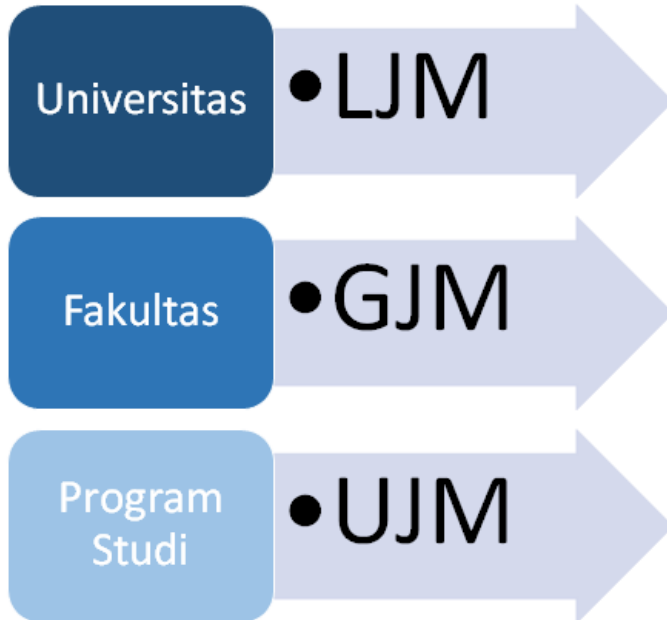 Universitas
• LJM
Fakultas
• GJM
Program
Studi
• UJM